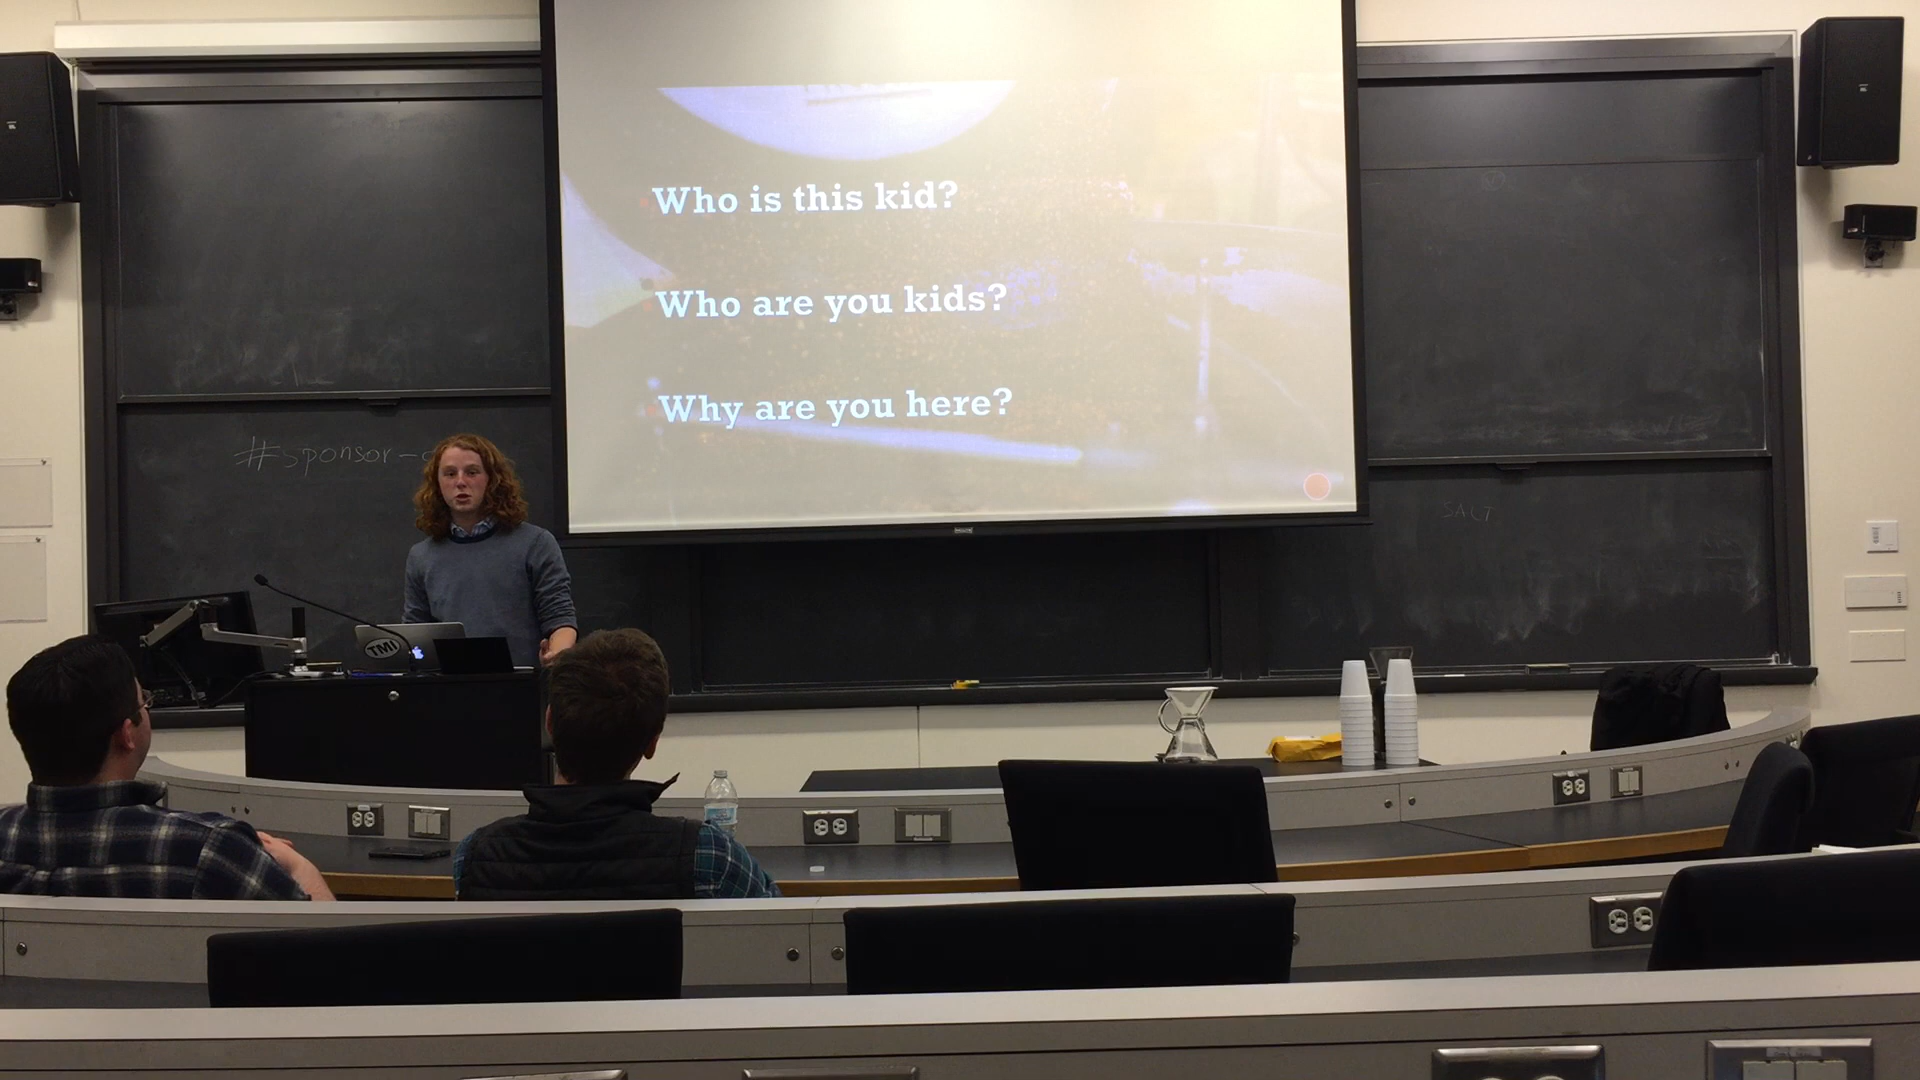 Who is this kid?
Who are you kids?
Why are you here?
#sponsor-
TMI
SALT